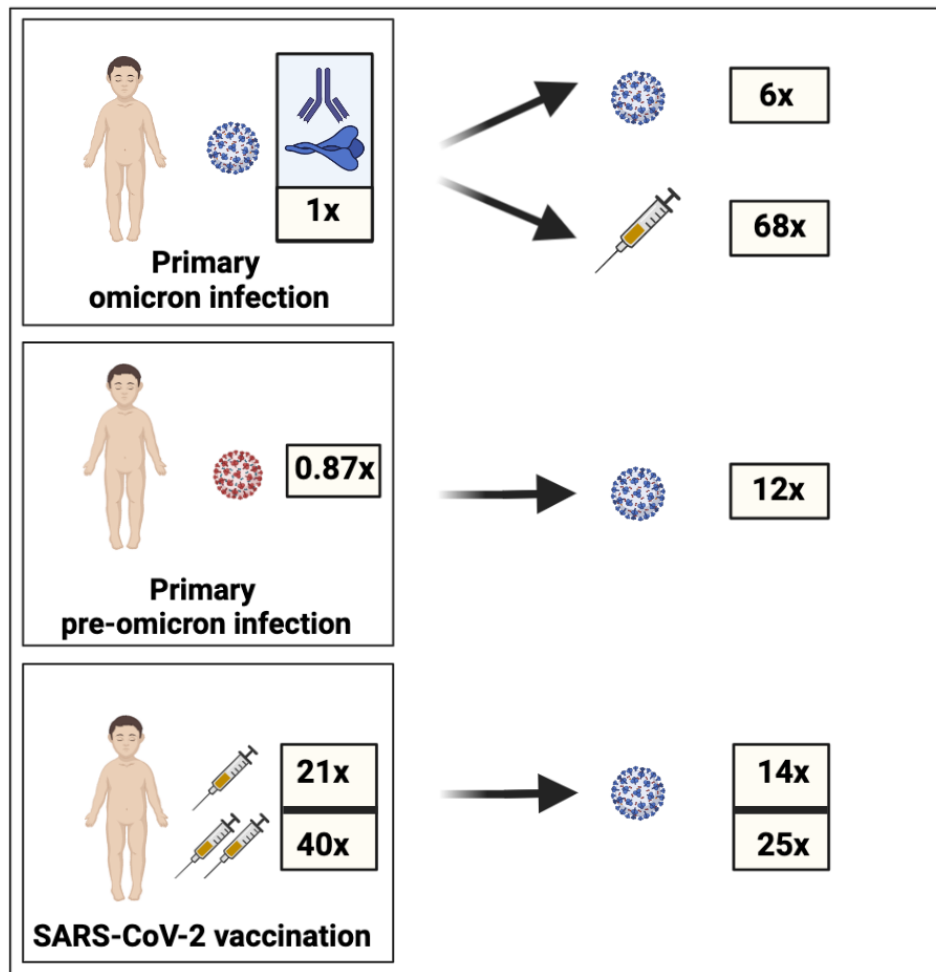 1x
Primary
omicron infection
6x
68x
0.87x
Primary
pre-omicron infection
12x
21x
40x
SARS-CoV-2 vaccination
14x
25x